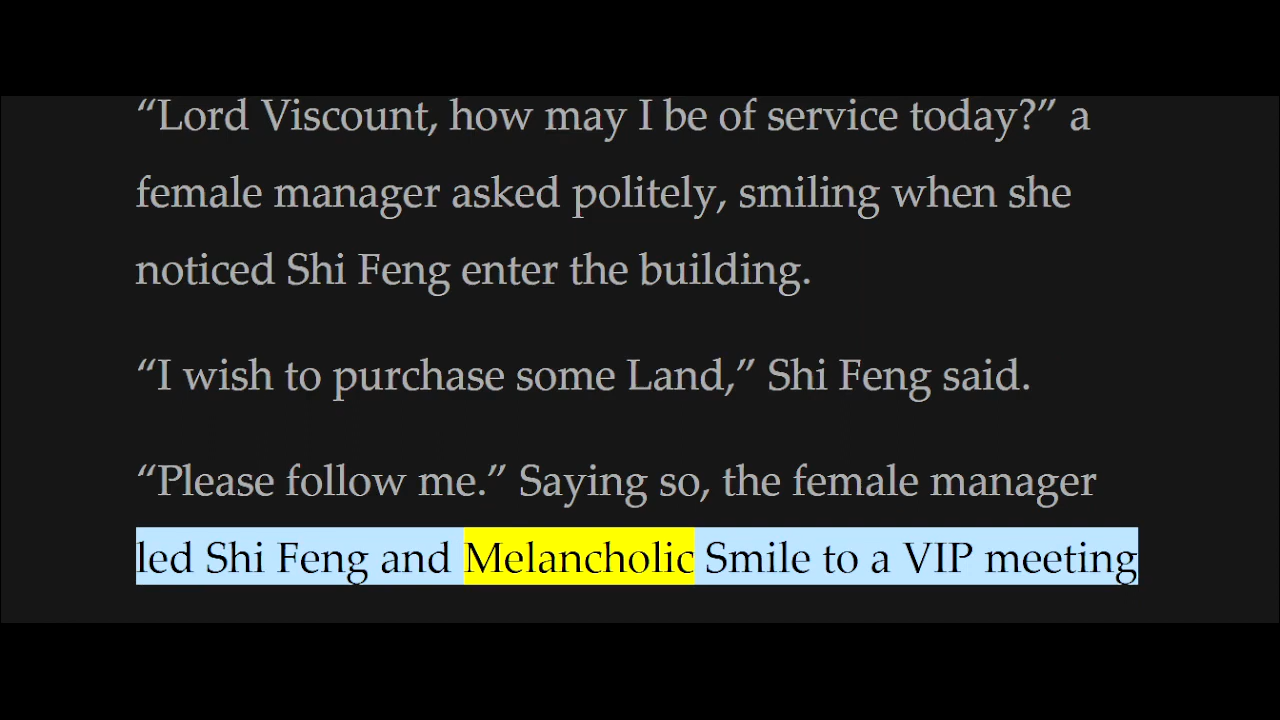 “Lord Viscount, how may I be of service today?” a
female manager asked politely, smiling when she
noticed Shi Feng enter the building.
“I wish to purchase some Land,” Shi Feng said.
“Please follow me.” Saying so, the female manager
led Shi Feng and Melancholic Smile to a VIP meeting